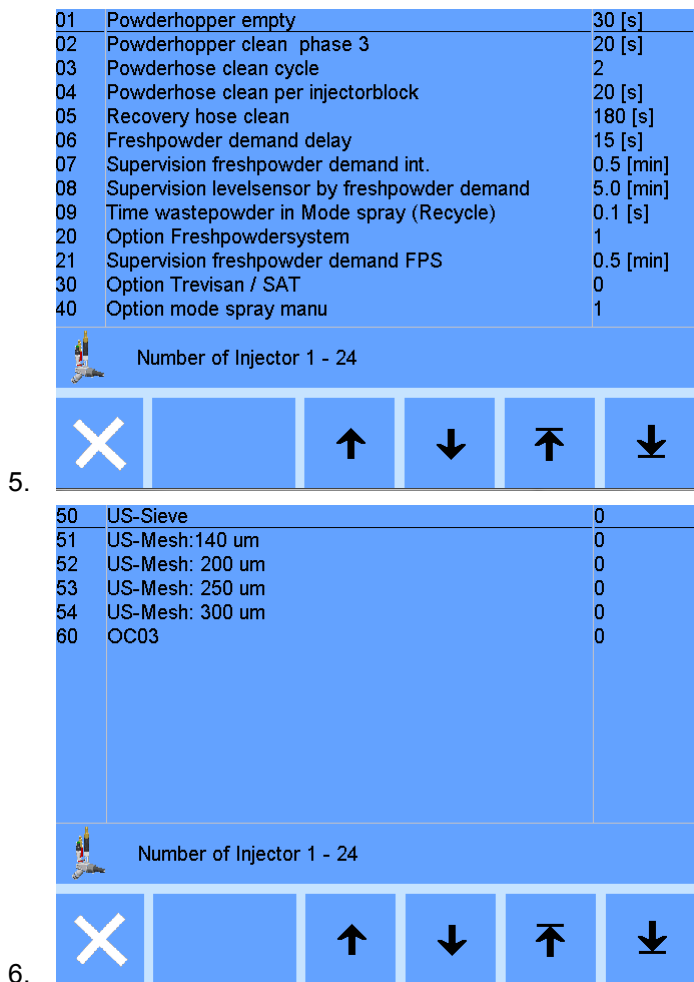 01 Powderhopper empty 30 [s]
02 Powderhopper clean phase 3 20 [s]
03 Powderhose clean cycle 2
04 Powderhose clean per injectorblock 20 [s]
05 Recovery hose clean 180 [s]
06 Freshpowder demand delay 15 [s]
07 Supervision freshpowder demand int. 0.5 [min]
08 Supervision levelsensor by freshpowder demand 5.0 [min]
09 Time wastepowder in Mode spray (Recycle) 0.1 [s]
20 Option Freshpowdersystem 1
21 Supervision freshpowder demand FPS 0.5 [min]
30 Option Trevisan / SAT 0
40 Option mode spray manu 1
Number of Injector 1 - 24
5.
50 US-Sieve 0
51 US-Mesh:140 um 0
52 US-Mesh: 200 um 0
53 US-Mesh: 250 um 0
54 US-Mesh: 300 um 0
60 OC03 0
Number of Injector 1 - 24
6.